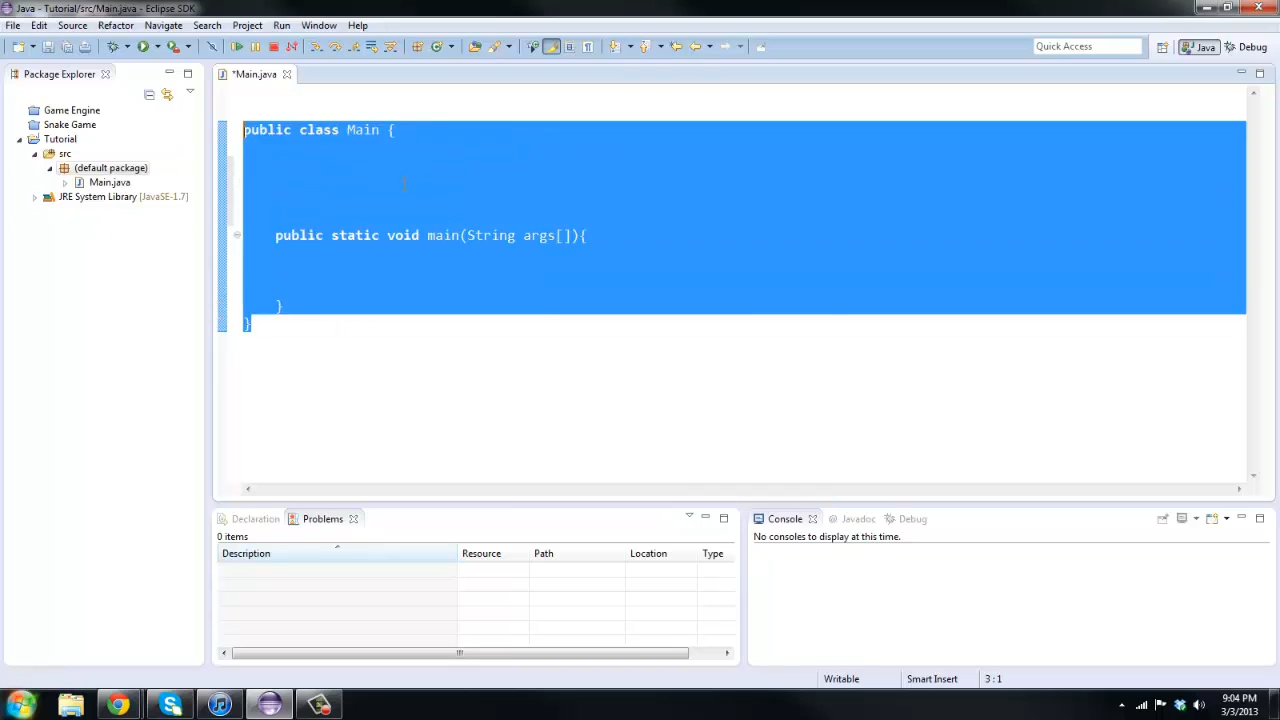 Java - Tutorial/src/Main.java - Eclipse SDK
File Edit Source Refactor Navigate Search Project Run Window Help
Quick Access Java Debug
Package Explorer
*Main.java
Game Engine
Snake Game
Tutorial
src
(default package)
Main.java
JRE System Library [JavaSE-1.7]
public class Main {
public static void main(String args[]){
}
}
Declaration Problems
0 items
Description Resource Path Location Type
Console @ Javadoc Debug
No consoles to display at this time.
Writable Smart Insert 3 : 1
9:04 PM
3/3/2013